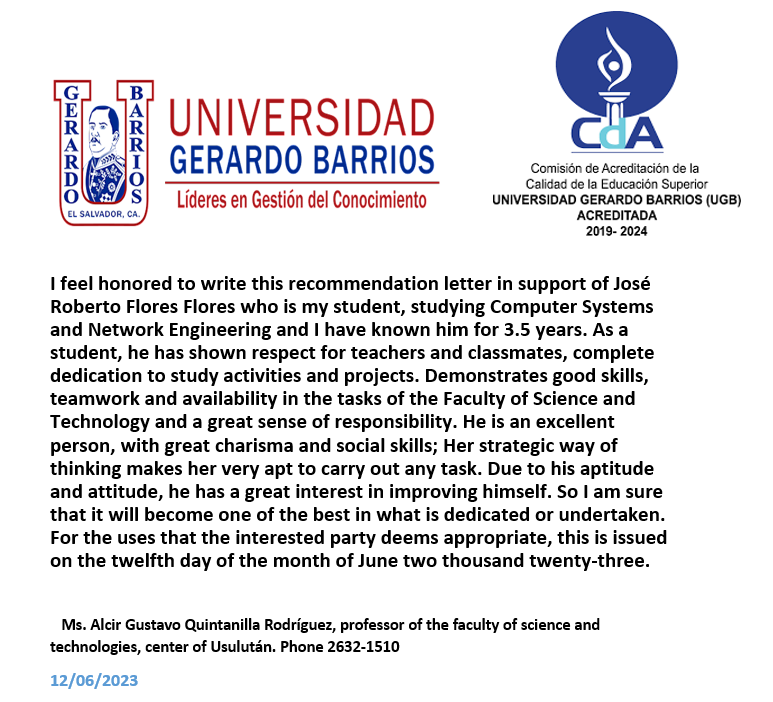 GERARDO
BARRIOS
EL SALVADOR, CA.
UNIVERSIDAD
GERARDO BARRIOS
Líderes en Gestión del Conocimiento
CdA
Comisión de Acreditación de la
Calidad de la Educación Superior
UNIVERSIDAD GERARDO BARRIOS (UGB)
ACREDITADA
2019- 2024
I feel honored to write this recommendation letter in support of José
Roberto Flores Flores who is my student, studying Computer Systems
and Network Engineering and I have known him for 3.5 years. As a
student, he has shown respect for teachers and classmates, complete
dedication to study activities and projects. Demonstrates good skills,
teamwork and availability in the tasks of the Faculty of Science and
Technology and a great sense of responsibility. He is an excellent
person, with great charisma and social skills; Her strategic way of
thinking makes her very apt to carry out any task. Due to his aptitude
and attitude, he has a great interest in improving himself. So I am sure
that it will become one of the best in what is dedicated or undertaken.
For the uses that the interested party deems appropriate, this is issued
on the twelfth day of the month of June two thousand twenty-three.
Ms. Alcir Gustavo Quintanilla Rodríguez, professor of the faculty of science and
technologies, center of Usulután. Phone 2632-1510
12/06/2023